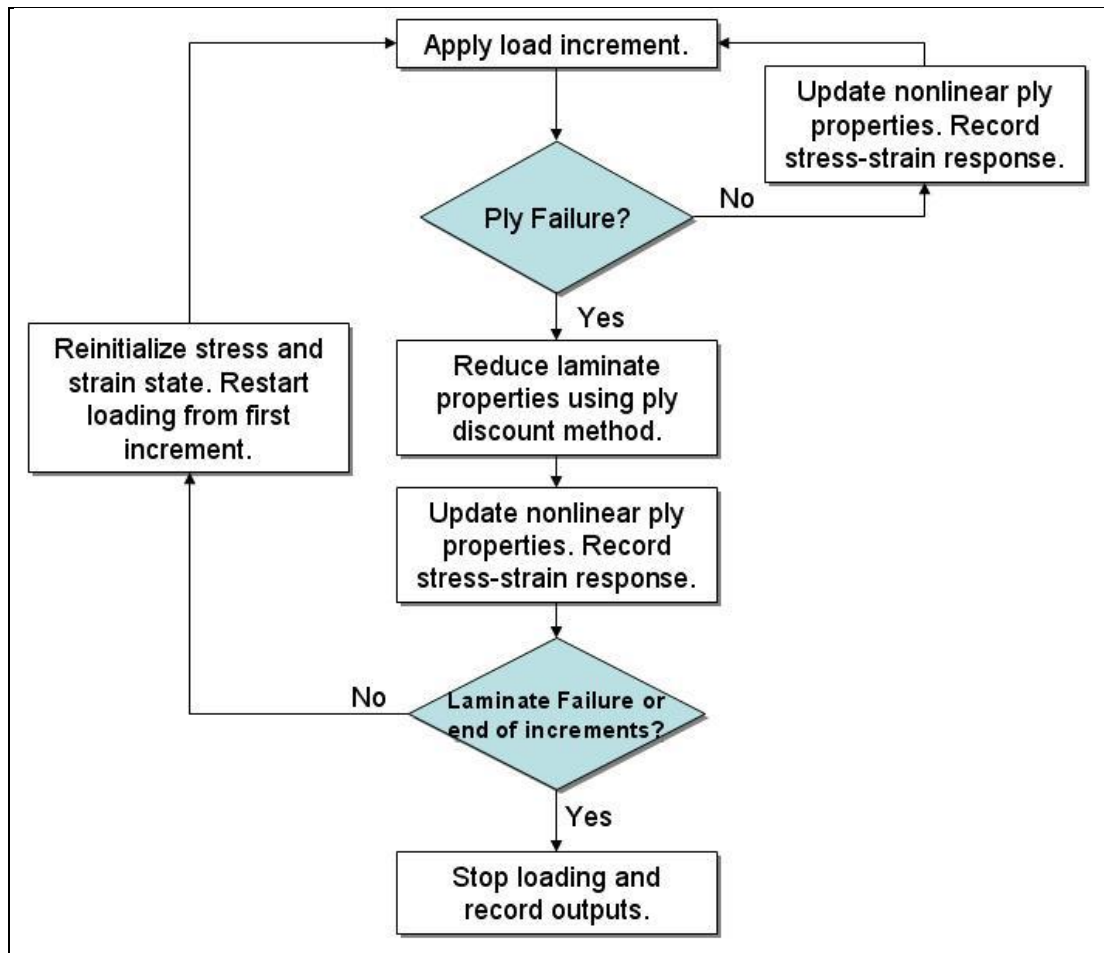 Apply load increment.
Update nonlinear ply
properties. Record
stress-strain response.
Ply Failure?
No
Yes
Reinitialize stress and
strain state. Restart
loading from first
increment.
Reduce laminate
properties using ply
discount method.
Update nonlinear ply
properties. Record
stress-strain response.
No
Laminate Failure or
end of increments?
Yes
Stop loading and
record outputs.